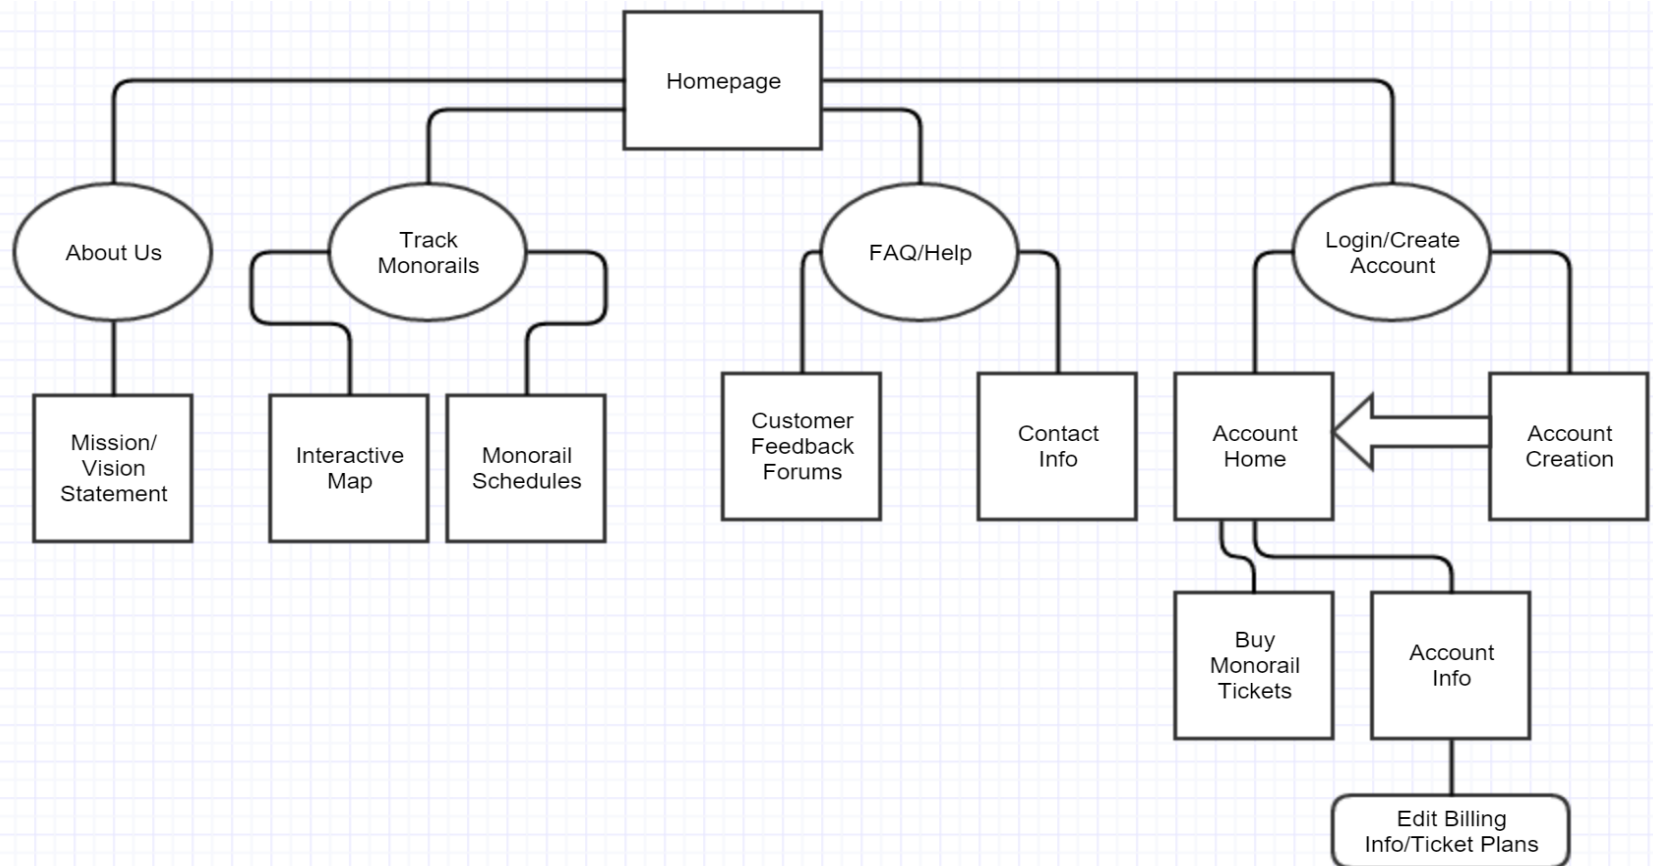 Homepage
About Us
Track
Monorails
FAQ/Help
Login/Create
Account
Mission/
Vision
Statement
Interactive
Map
Monorail
Schedules
Customer
Feedback
Forums
Contact
Info
Account
Home
Account
Creation
Buy
Monorail
Tickets
Account
Info
Edit Billing
Info/Ticket Plans